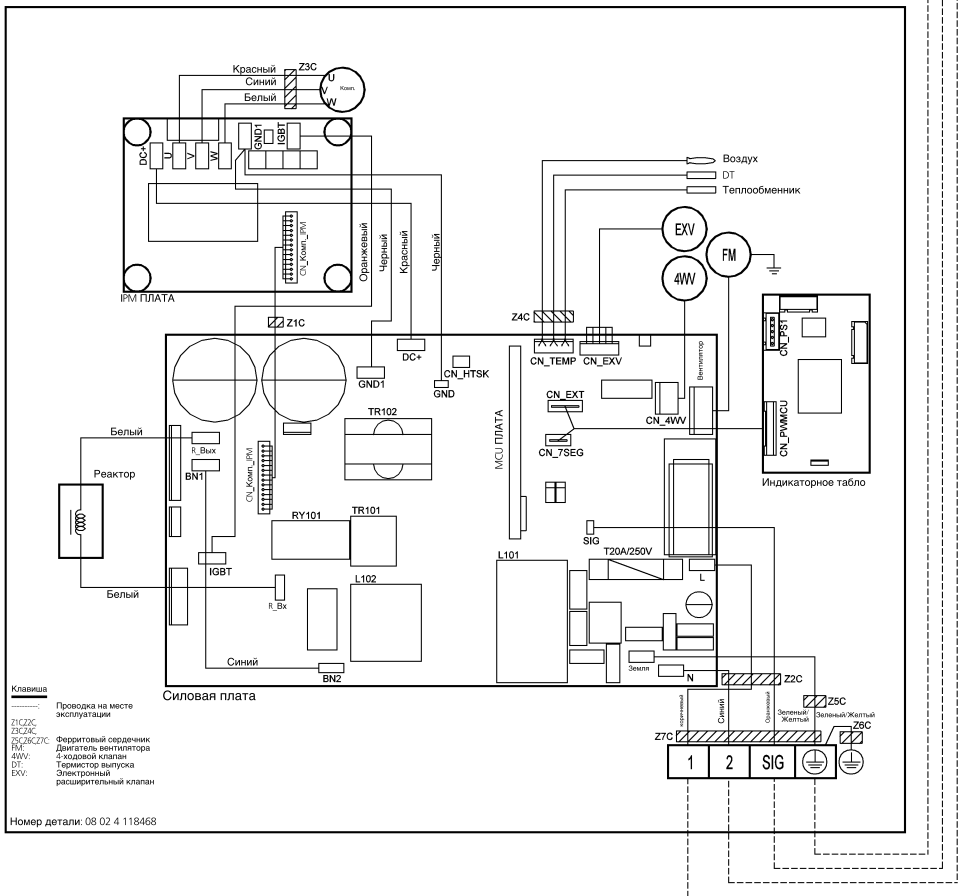 Красный
Синий
Белый
Z3C
U
V
W
Комп.
DC+
U
V
W
GND1
IGBT
CN_Комп_IPM
IPM ПЛАТА
Оранжевый
Черный
Красный
Черный
Z1C
Воздух
DT
Теплообменник
EXV
FM
4WV
Z4C
CN_TEMP
CN_EXV
Вентилятор
CN_PS1
CN_PWMCU
Индикаторное табло
DC+
GND1
CN_HTSK
GND
CN_EXT
CN_4WV
CN_7SEG
MCU ПЛАТА
TR102
Белый
R_Вых
BN1
CN_Комп_IPM
Реактор
RY101
TR101
SIG
IGBT
L101
T20A/250V
L
L102
Белый
R_Вх
Синий
BN2
Земля
N
Силовая плата
Z2C
коричневый
Синий
Оранжевый
Зеленый/
Желтый
Z5C
Зеленый/Желтый
Z6C
Z7C
1
2
SIG
Клавиша
----------:
Проводка на месте
эксплуатации
Z1C,Z2C,
Z3C,Z4C,
Z5C,Z6C,Z7C: Ферритовый сердечник
FM: Двигатель вентилятора
4WV: 4-ходовой клапан
DT: Термистор выпуска
EXV: Электронный
расширительный клапан
Номер детали: 08 02 4 118468